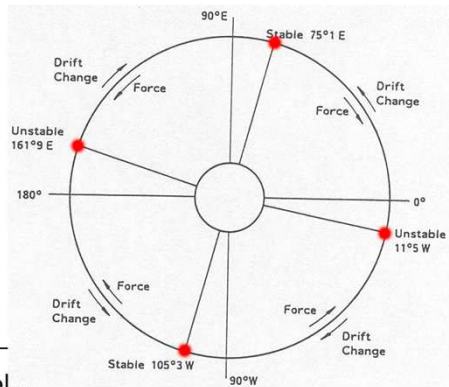 90°E
Stable 75°1 E
Drift
Change
Force
Drift
Change
Force
Unstable
161°9 E
180°
0°
Unstable
11°5 W
Force
Drift
Change
Force
Drift
Change
Stable 105°3 W
90°W